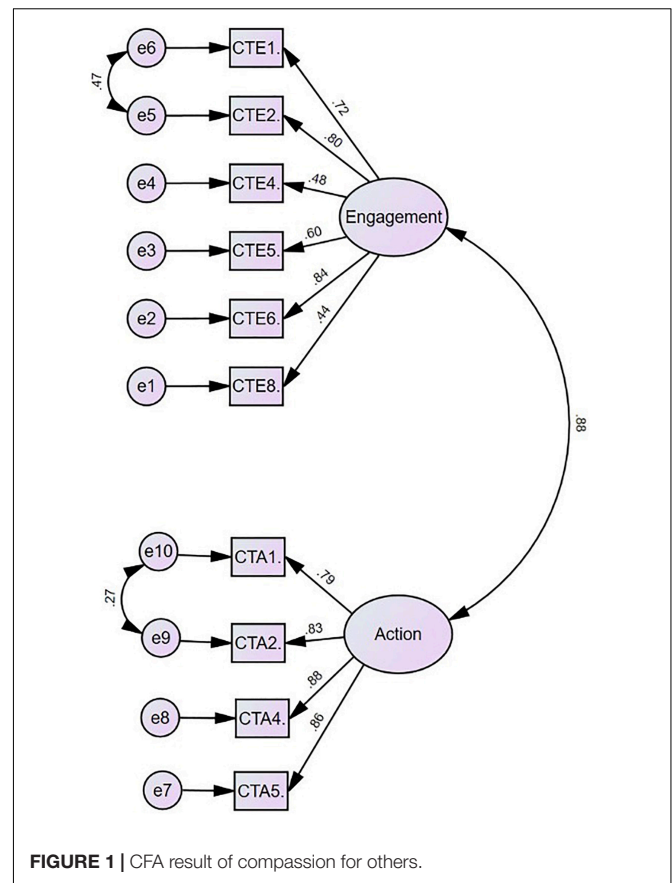 e6 CTE1.
.47
.72
e5 CTE2.
.80
e4 CTE4.
.48
Engagement
e3 CTE5.
.60
e2 CTE6.
.84
e1 CTE8.
.44
.88
e10 CTA1.
.79
.27
e9 CTA2.
.83
Action
e8 CTA4.
.88
e7 CTA5.
.86
FIGURE 1 | CFA result of compassion for others.